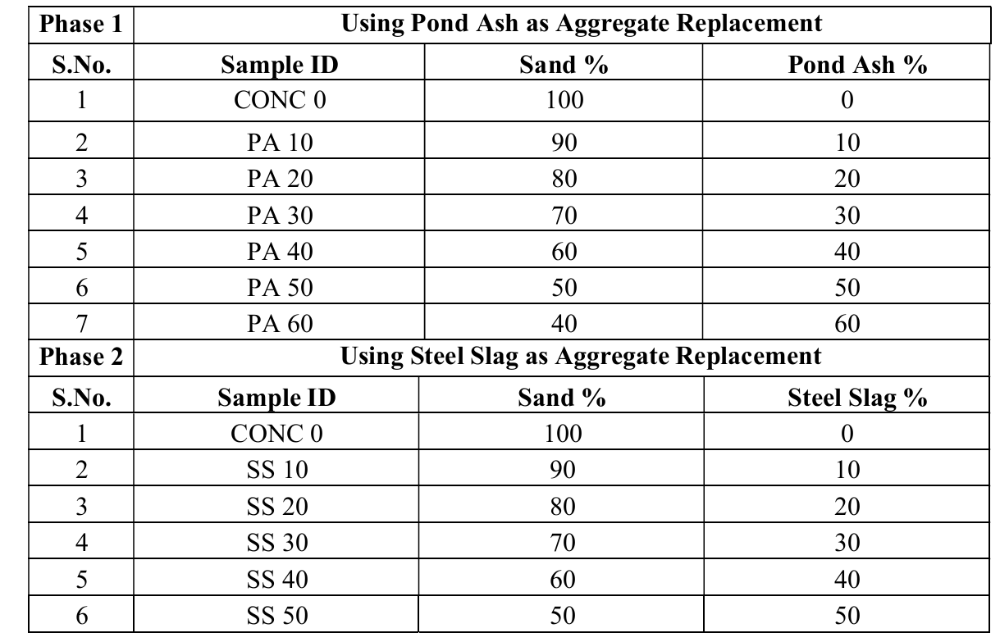 Phase 1 Using Pond Ash as Aggregate Replacement
S.No. Sample ID Sand % Pond Ash %
1 CONC 0 100 0
2 PA 10 90 10
3 PA 20 80 20
4 PA 30 70 30
5 PA 40 60 40
6 PA 50 50 50
7 PA 60 40 60
Phase 2 Using Steel Slag as Aggregate Replacement
S.No. Sample ID Sand % Steel Slag %
1 CONC 0 100 0
2 SS 10 90 10
3 SS 20 80 20
4 SS 30 70 30
5 SS 40 60 40
6 SS 50 50 50